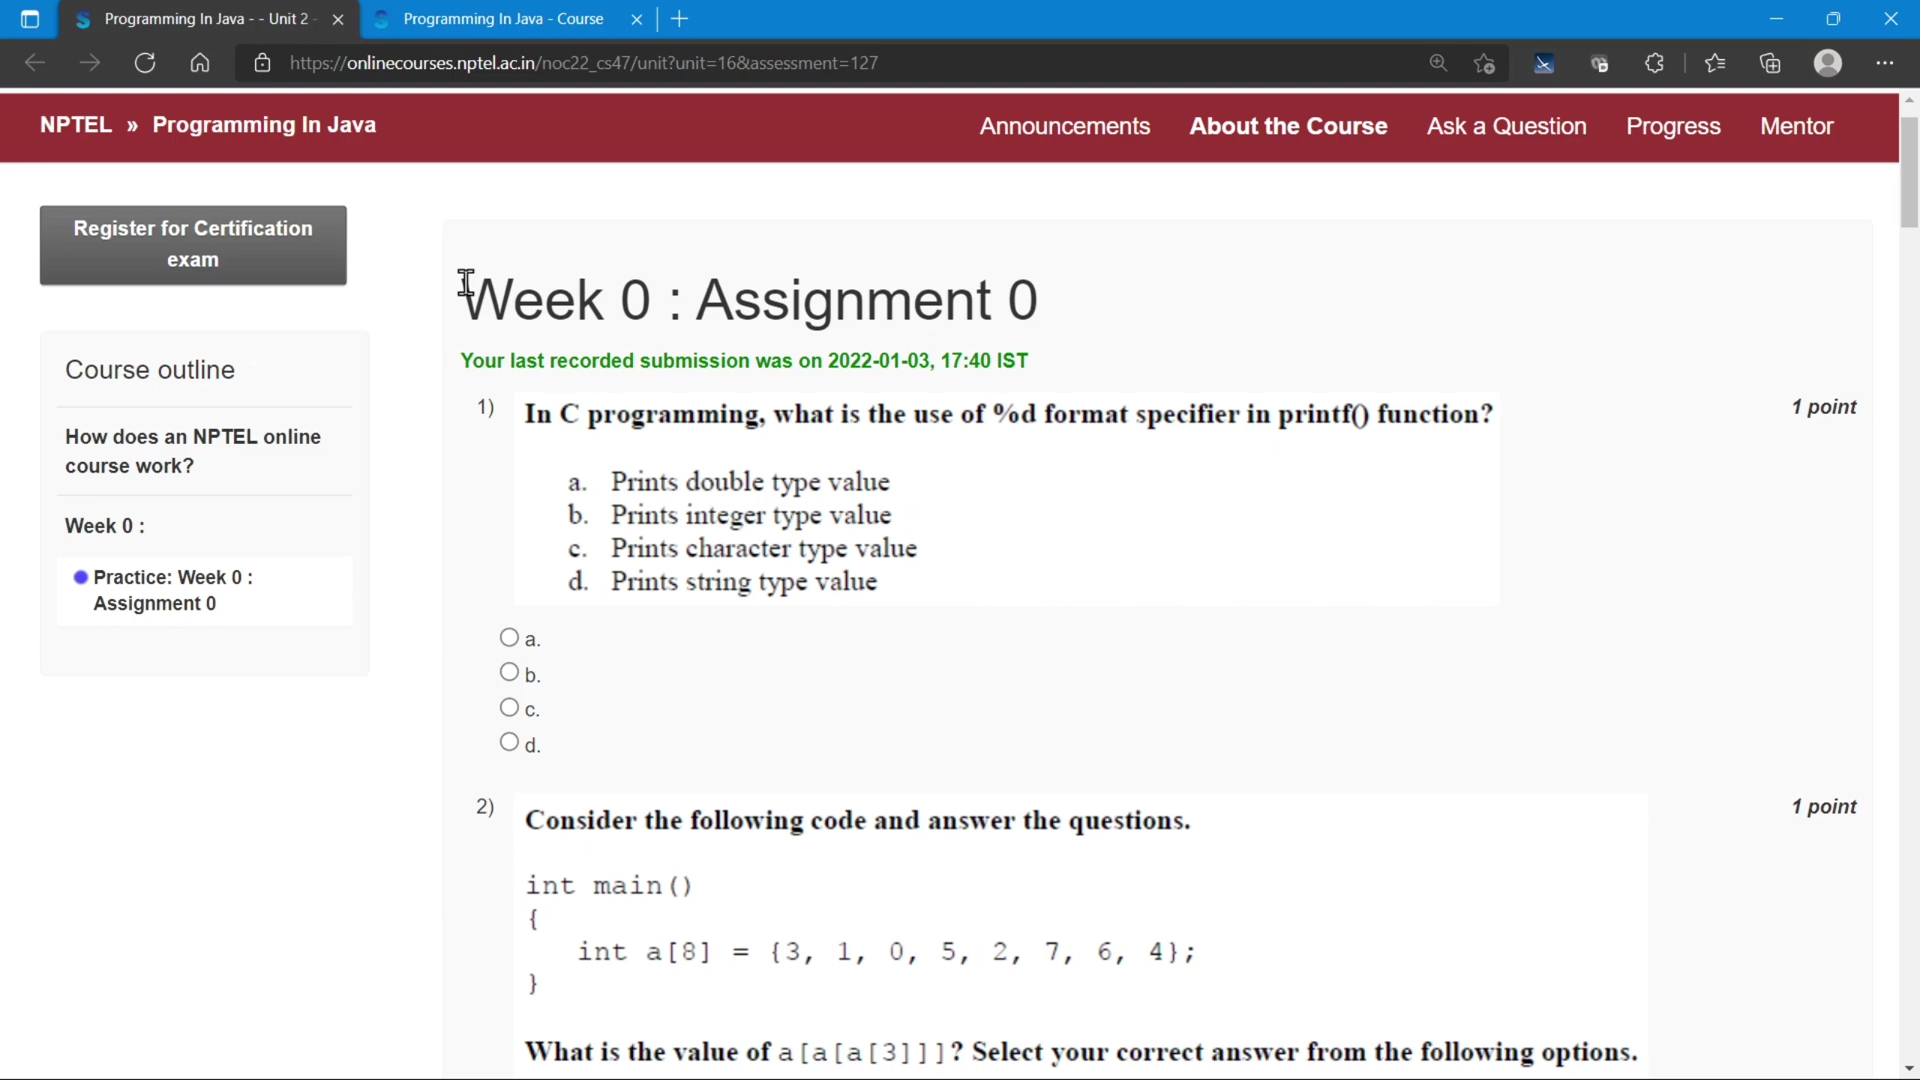 Programming In Java - - Unit 2 -
Programming In Java - Course
https://onlinecourses.nptel.ac.in/noc22_cs47/unit?unit=16&assessment=127
NPTEL » Programming In Java
Announcements About the Course Ask a Question Progress Mentor
Register for Certification
exam
Course outline
How does an NPTEL online
course work?
Week 0 :
Practice: Week 0 :
Assignment 0
Week 0 : Assignment 0
Your last recorded submission was on 2022-01-03, 17:40 IST
1) In C programming, what is the use of %d format specifier in printf() function? 1 point
a. Prints double type value
b. Prints integer type value
c. Prints character type value
d. Prints string type value
a.
b.
c.
d.
2) Consider the following code and answer the questions. 1 point
int main()
{
int a[8] = {3, 1, 0, 5, 2, 7, 6, 4};
}
What is the value of a[a[a[3]]]? Select your correct answer from the following options.